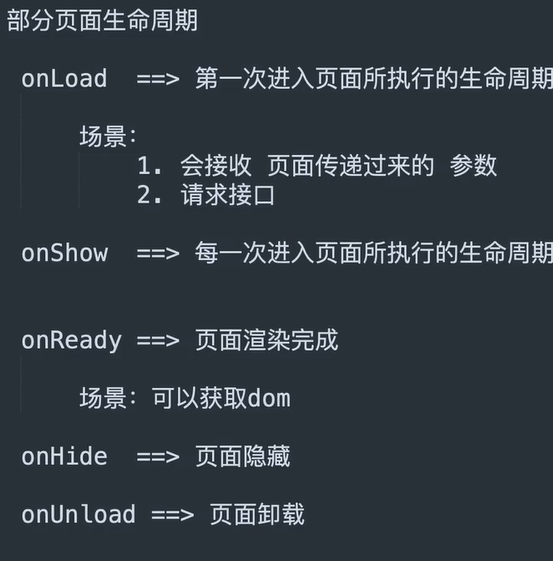 部分页面生命周期
onLoad ==> 第一次进入页面所执行的生命周期
场景:
1. 会接收 页面传递过来的 参数
2. 请求接口
onShow ==> 每一次进入页面所执行的生命周期
onReady ==> 页面渲染完成
场景: 可以获取dom
onHide ==> 页面隐藏
onUnload ==> 页面卸载